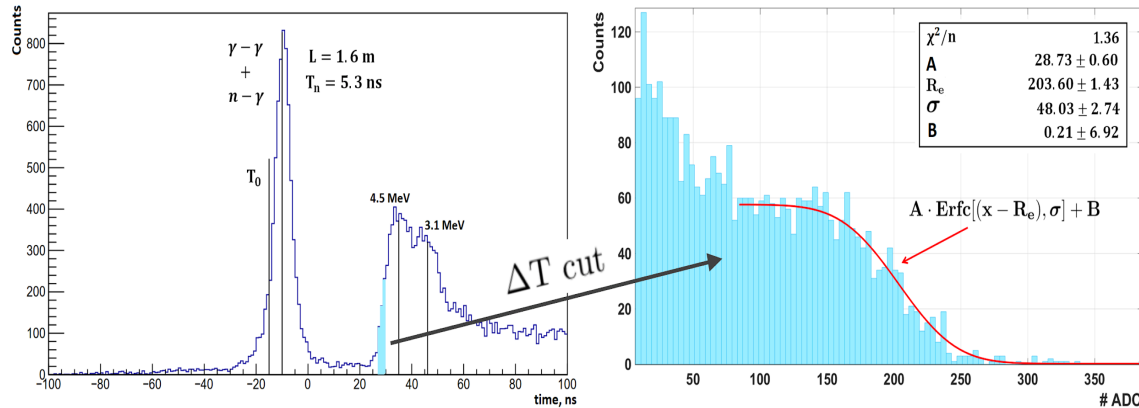 Counts
800
700
600
500
400
300
200
100
0
−100
−80
−60
−40
−20
0
20
40
60
80
100
time, ns
γ − γ
+
n − γ
L = 1.6 m
Tₙ = 5.3 ns
T₀
4.5 MeV
3.1 MeV
ΔT cut
Counts
120
100
80
60
40
20
0
50
100
150
200
250
300
350
# ADC
χ²/n 1.36
A 28.73 ± 0.60
Rₑ 203.60 ± 1.43
σ 48.03 ± 2.74
B 0.21 ± 6.92
A · Erfc[(x − Rₑ), σ] + B